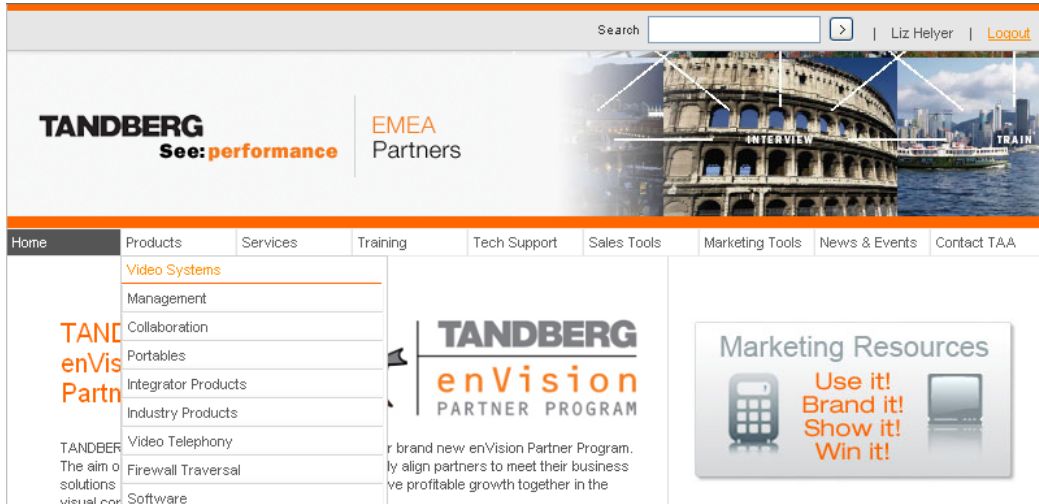 Search > | Liz Helyer | Logout
TANDBERG
See:performance
EMEA
Partners
INTERVIEW
TRAIN
Home Products Services Training Tech Support Sales Tools Marketing Tools News & Events Contact TAA
Video Systems
Management
Collaboration
Portables
Integrator Products
Industry Products
Video Telephony
Firewall Traversal
Software
TAND
enVis
Partn
TANDBERG
enVision
PARTNER PROGRAM
TANDBER r brand new enVision Partner Program.
The aim o ly align partners to meet their business
solutions ve profitable growth together in the
visual cor
Marketing Resources
Use it!
Brand it!
Show it!
Win it!